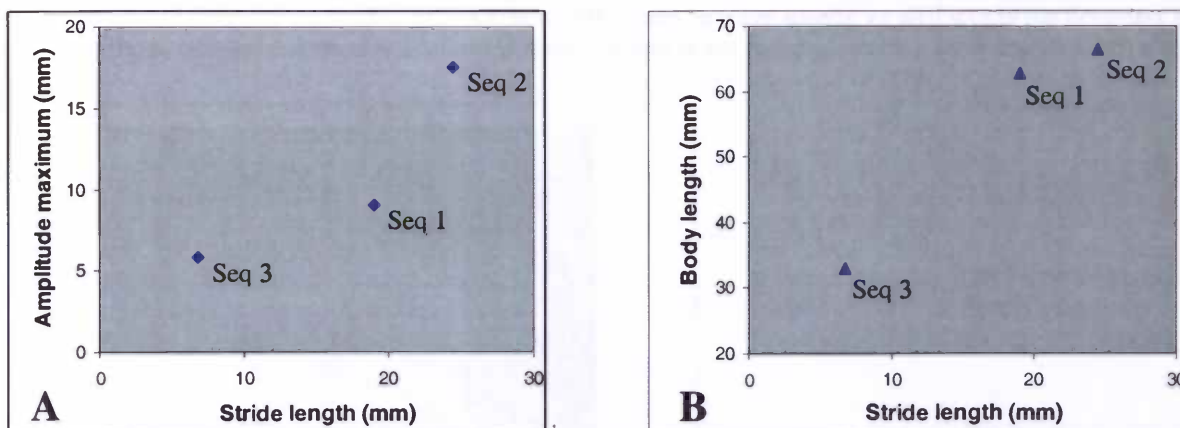 20
15
10
5
0
Amplitude maximum (mm)
Seq 2
Seq 1
Seq 3
0 10 20 30
Stride length (mm)
A
70
60
50
40
30
20
Body length (mm)
Seq 2
Seq 1
Seq 3
0 10 20 30
Stride length (mm)
B